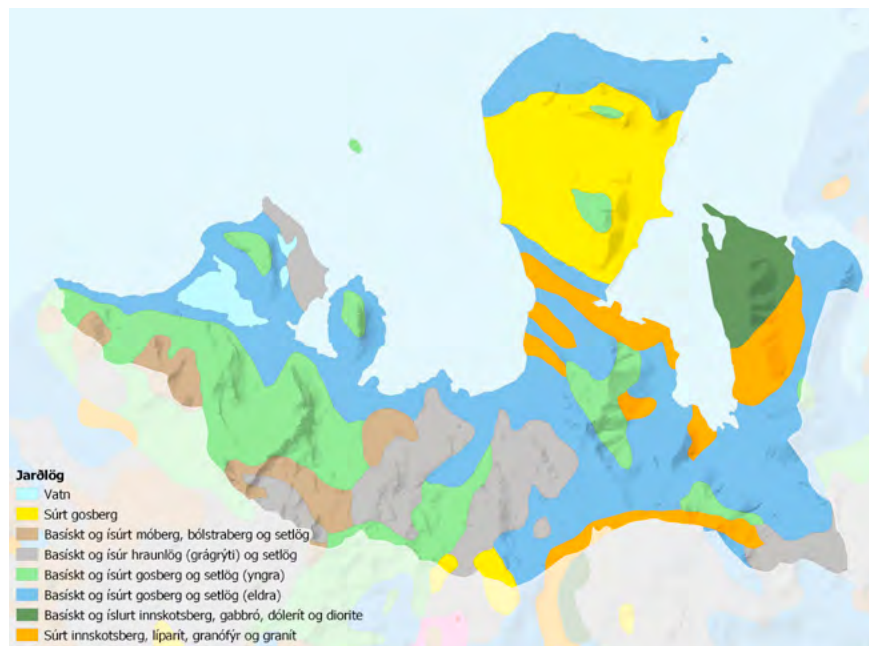 Jarðlög
Vatn
Súrt gosberg
Basískt og ísúrt móberg, bólstraberg og setlög
Basískt og ísúr hraunlög (grágrýti) og setlög
Basískt og ísúrt gosberg og setlög (yngra)
Basískt og ísúrt gosberg og setlög (eldra)
Basískt og íslurt innskotsberg, gabbró, dólerít og diorite
Súrt innskotsberg, líparít, granófýr og granít